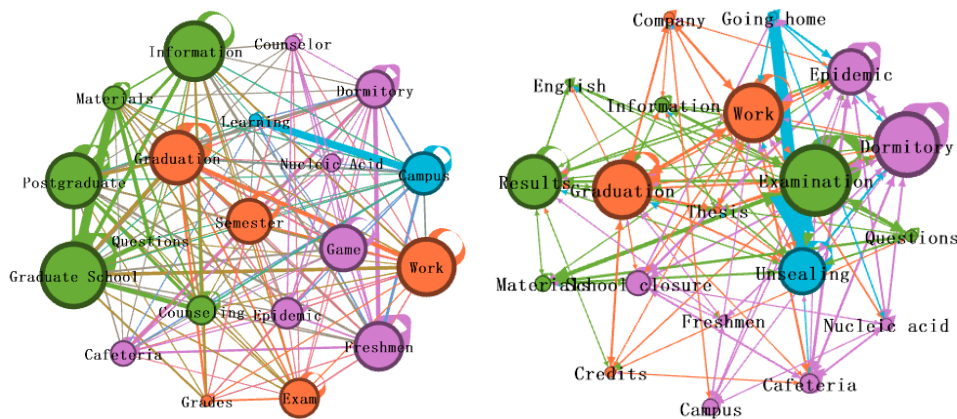 Information
Counselor
Materials
Dormitory
Learning
Graduation
Nucleic Acid
Postgraduate
Campus
Semester
Questions
Game
Graduate School
Work
Counseling
Epidemic
Cafeteria
Freshmen
Grades
Exam
Company
Going home
English
Epidemic
Information
Work
Dormitory
Results
Graduation
Examination
Thesis
Questions
Materials
School closure
Unsealing
Freshmen
Nucleic acid
Credits
Cafeteria
Campus